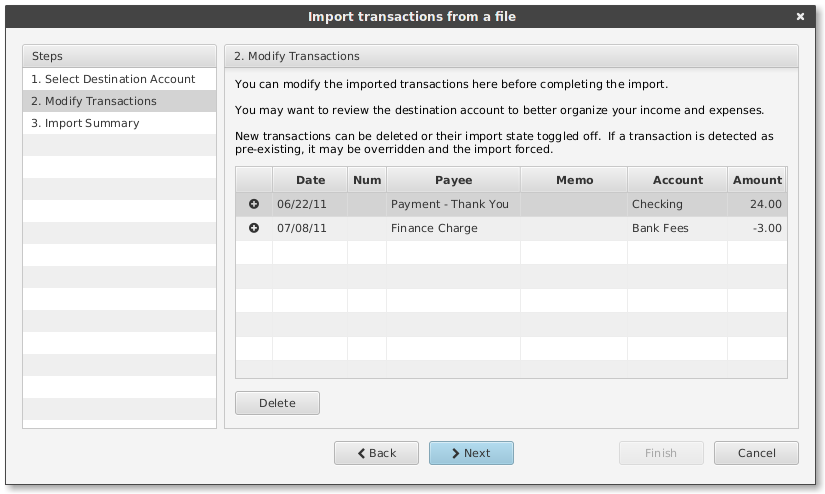 Import transactions from a file
Steps
1. Select Destination Account
2. Modify Transactions
3. Import Summary
2. Modify Transactions
You can modify the imported transactions here before completing the import.
You may want to review the destination account to better organize your income and expenses.
New transactions can be deleted or their import state toggled off.  If a transaction is detected as
pre-existing, it may be overridden and the import forced.
Date Num Payee Memo Account Amount
06/22/11 Payment - Thank You Checking 24.00
07/08/11 Finance Charge Bank Fees -3.00
Delete
Back Next Finish Cancel